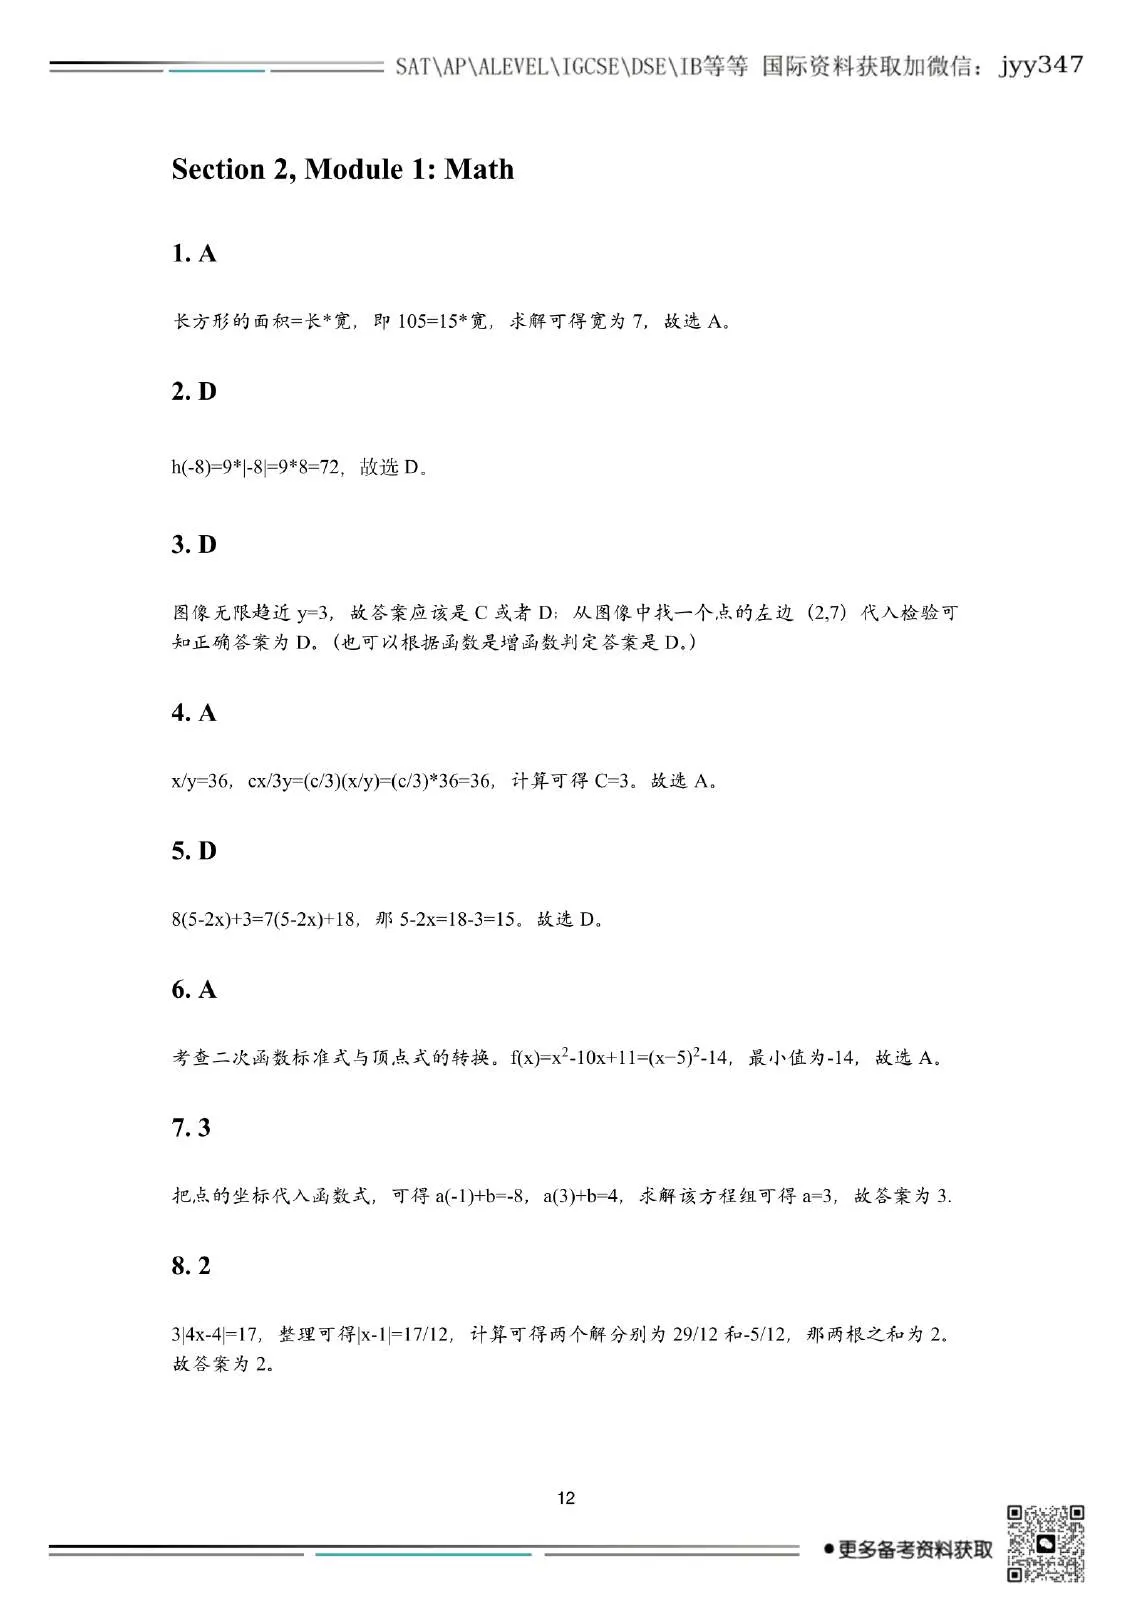 SAT\AP\ALEVEL\IGCSE\DSE\IB等等 国际资料获取加微信: jyy347
Section 2, Module 1: Math
1. A
长方形的面积=长*宽，即 105=15*宽，求解可得宽为 7，故选 A。
2. D
h(-8)=9*|-8|=9*8=72，故选 D。
3. D
图像无限趋近 y=3，故答案应该是 C 或者 D；从图像中找一个点的左边（2,7）代入检验可
知正确答案为 D。（也可以根据函数是增函数判定答案是 D。）
4. A
x/y=36，cx/3y=(c/3)(x/y)=(c/3)*36=36，计算可得 C=3。故选 A。
5. D
8(5-2x)+3=7(5-2x)+18，那 5-2x=18-3=15。故选 D。
6. A
考查二次函数标准式与顶点式的转换。f(x)=x²-10x+11=(x−5)²-14，最小值为-14，故选 A。
7. 3
把点的坐标代入函数式，可得 a(-1)+b=-8，a(3)+b=4，求解该方程组可得 a=3，故答案为 3.
8. 2
3|4x-4|=17，整理可得|x-1|=17/12，计算可得两个解分别为 29/12 和-5/12，那两根之和为 2。
故答案为 2。
12
●更多备考资料获取